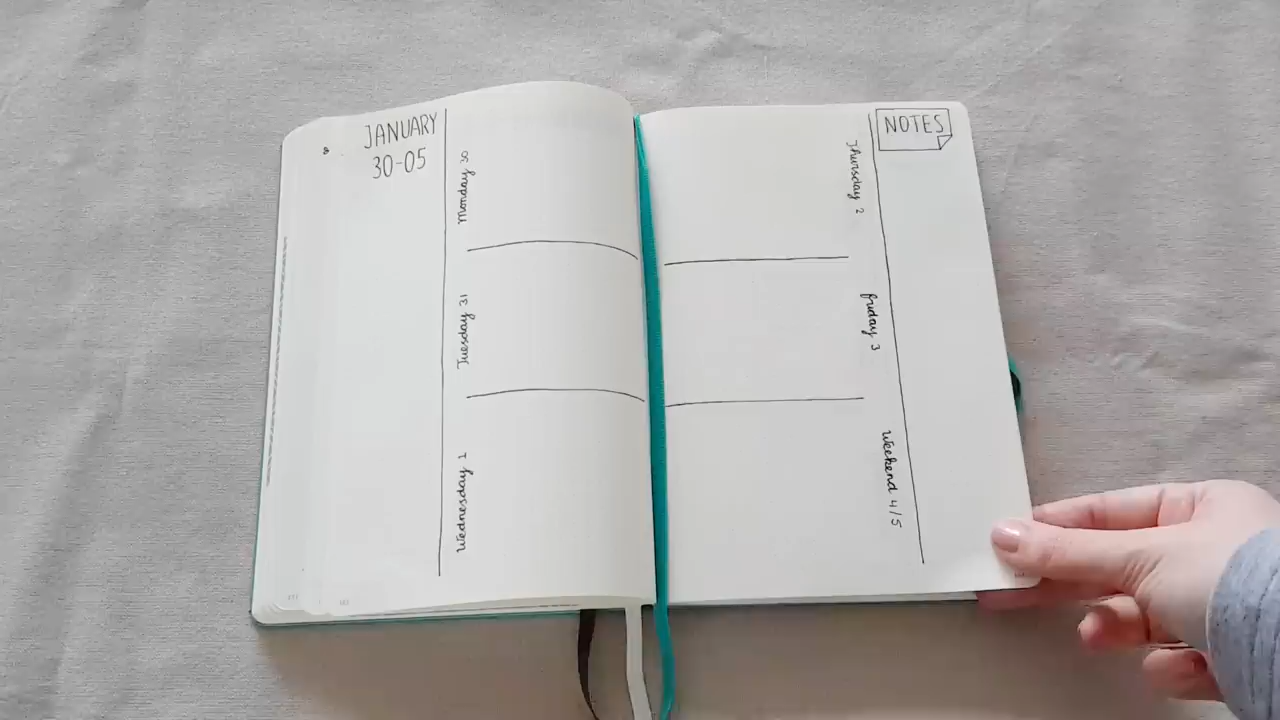 JANUARY
30-05
Monday 30
Tuesday 31
Wednesday 1
NOTES
Thursday 2
Friday 3
Weekend 4/5